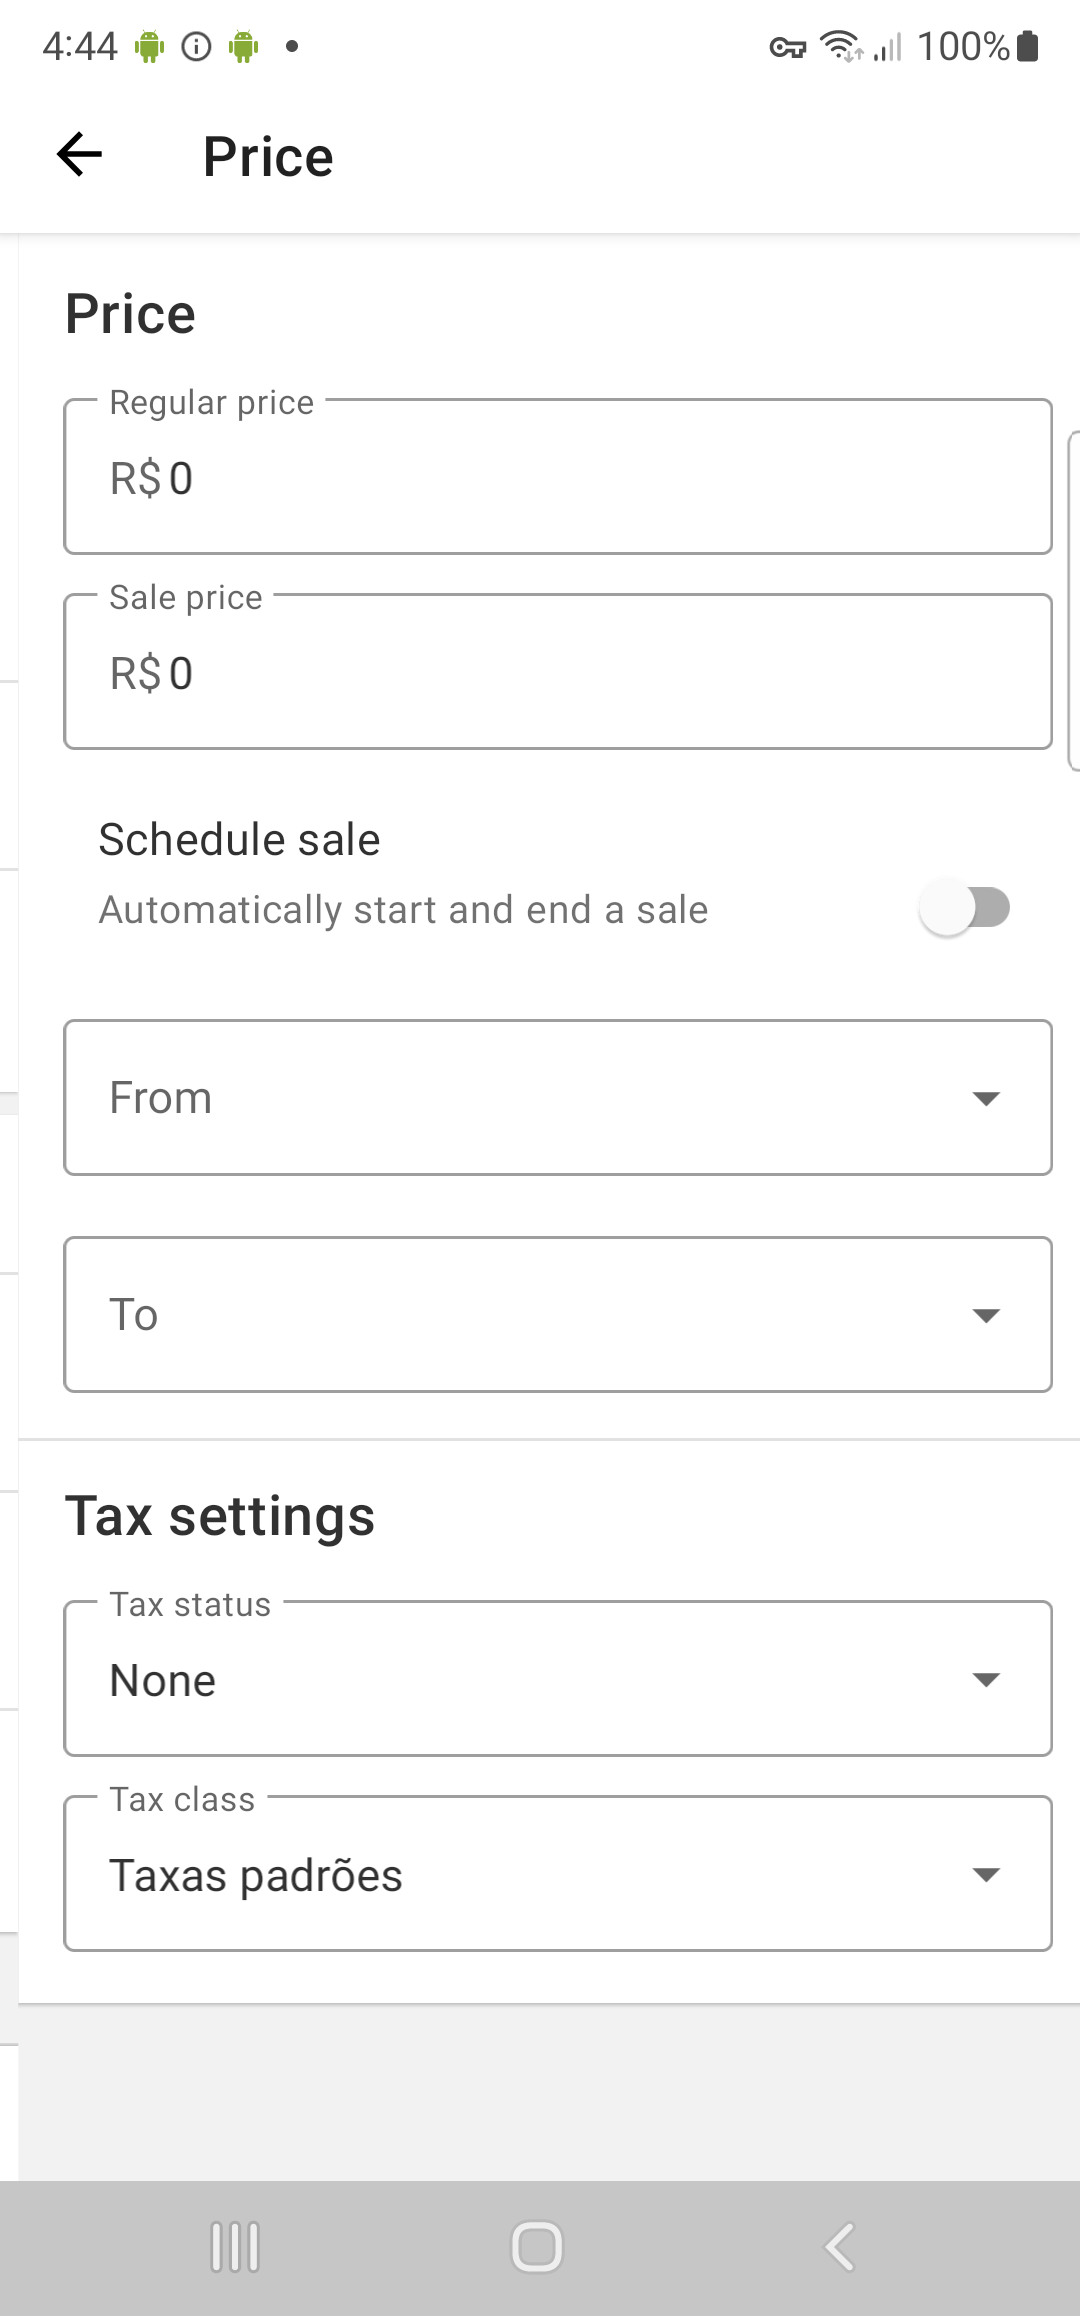 4:44
100%
Price
Price
Regular price
R$ 0
Sale price
R$ 0
Schedule sale
Automatically start and end a sale
From
To
Tax settings
Tax status
None
Tax class
Taxas padrões